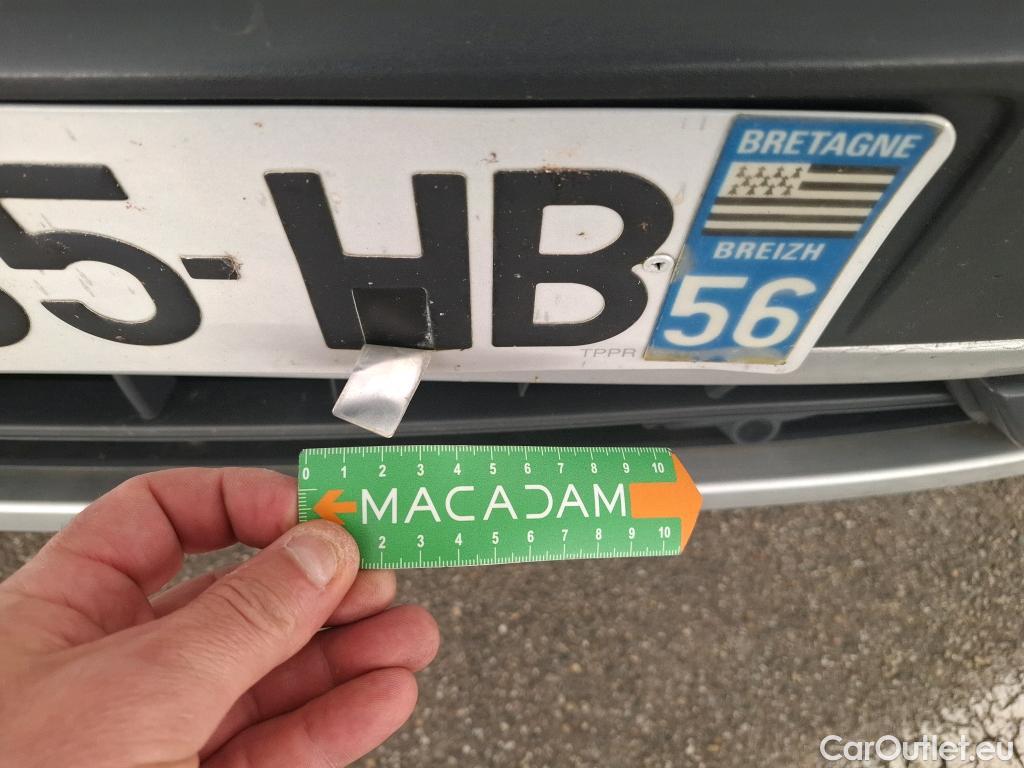 5-HB
BRETAGNE
BREIZH
56
TPPR
0 1 2 3 4 5 6 7 8 9 10
MACADAM
2 3 4 5 6 7 8 9 10
CarOutlet.eu